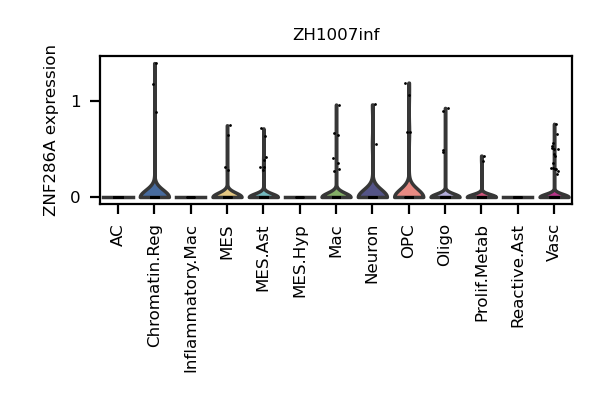 ZH1007inf
ZNF286A expression
1
0
AC
Chromatin.Reg
Inflammatory.Mac
MES
MES.Ast
MES.Hyp
Mac
Neuron
OPC
Oligo
Prolif.Metab
Reactive.Ast
Vasc